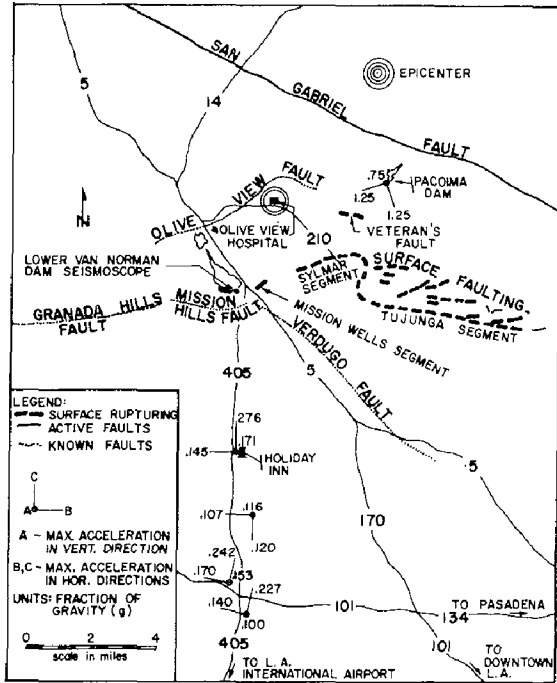 SAN
GABRIEL
FAULT
EPICENTER
5
14
.75
PACOIMA
DAM
1.25
1.25
OLIVE VIEW FAULT
OLIVE VIEW
HOSPITAL
210
VETERAN'S
FAULT
N
LOWER VAN NORMAN
DAM SEISMOSCOPE
SYLMAR
SEGMENT
SURFACE FAULTING
TUJUNGA SEGMENT
GRANADA HILLS
FAULT
MISSION
HILLS FAULT
MISSION WELLS SEGMENT
VERDUGO FAULT
405
5
5
LEGEND:
SURFACE RUPTURING
ACTIVE FAULTS
KNOWN FAULTS
C
A
B
A - MAX. ACCELERATION
IN VERT. DIRECTION
B,C - MAX. ACCELERATION
IN HOR. DIRECTIONS
UNITS: FRACTION OF
GRAVITY (g)
0 2 4
scale in miles
.276
.145
.171
HOLIDAY
INN
.107
.116
.120
170
.242
.170
.153
.227
.140
.100
101
134
TO PASADENA
405
101
TO L.A.
INTERNATIONAL AIRPORT
TO
DOWNTOWN
L.A.